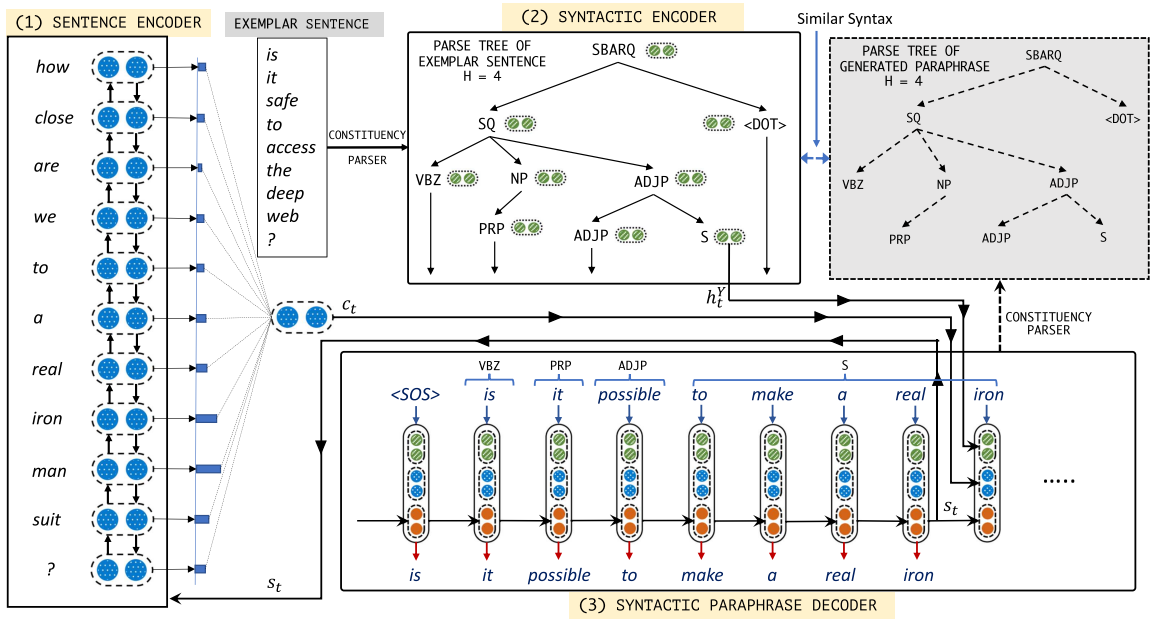 (1) SENTENCE ENCODER
how
close
are
we
to
a
real
iron
man
suit
?
EXEMPLAR SENTENCE
is
it
safe
to
access
the
deep
web
?
CONSTITUENCY
PARSER
(2) SYNTACTIC ENCODER
PARSE TREE OF
EXEMPLAR SENTENCE
H = 4
SBARQ
SQ <DOT>
VBZ NP ADJP
PRP ADJP S
Similar Syntax
PARSE TREE OF
GENERATED PARAPHRASE
H = 4
SBARQ
SQ <DOT>
VBZ NP ADJP
PRP ADJP S
CONSTITUENCY
PARSER
c_t
h_t^Y
VBZ PRP ADJP S
<SOS> is it possible to make a real iron
.....
s_t
is it possible to make a real iron
s_t
(3) SYNTACTIC PARAPHRASE DECODER